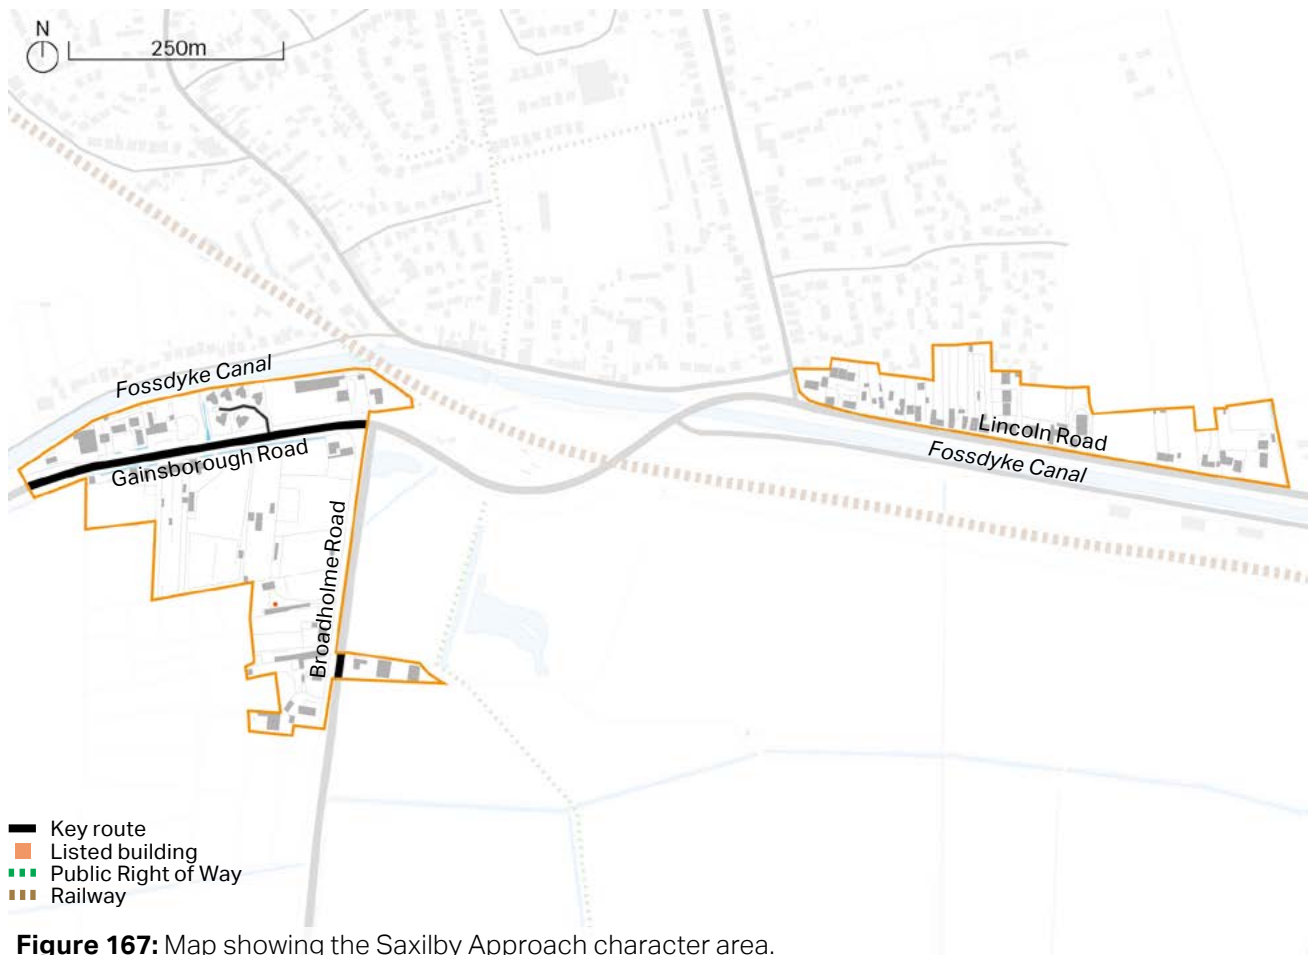 N
250m
Fossdyke Canal
Gainsborough Road
Broadholme Road
Lincoln Road
Fossdyke Canal
Key route
Listed building
Public Right of Way
Railway
Figure 167: Map showing the Saxilby Approach character area.